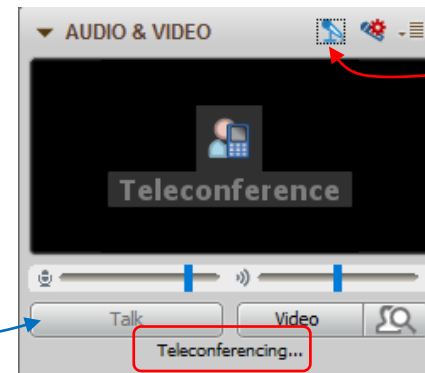 AUDIO & VIDEO
Teleconference
Talk
Video
Teleconferencing...